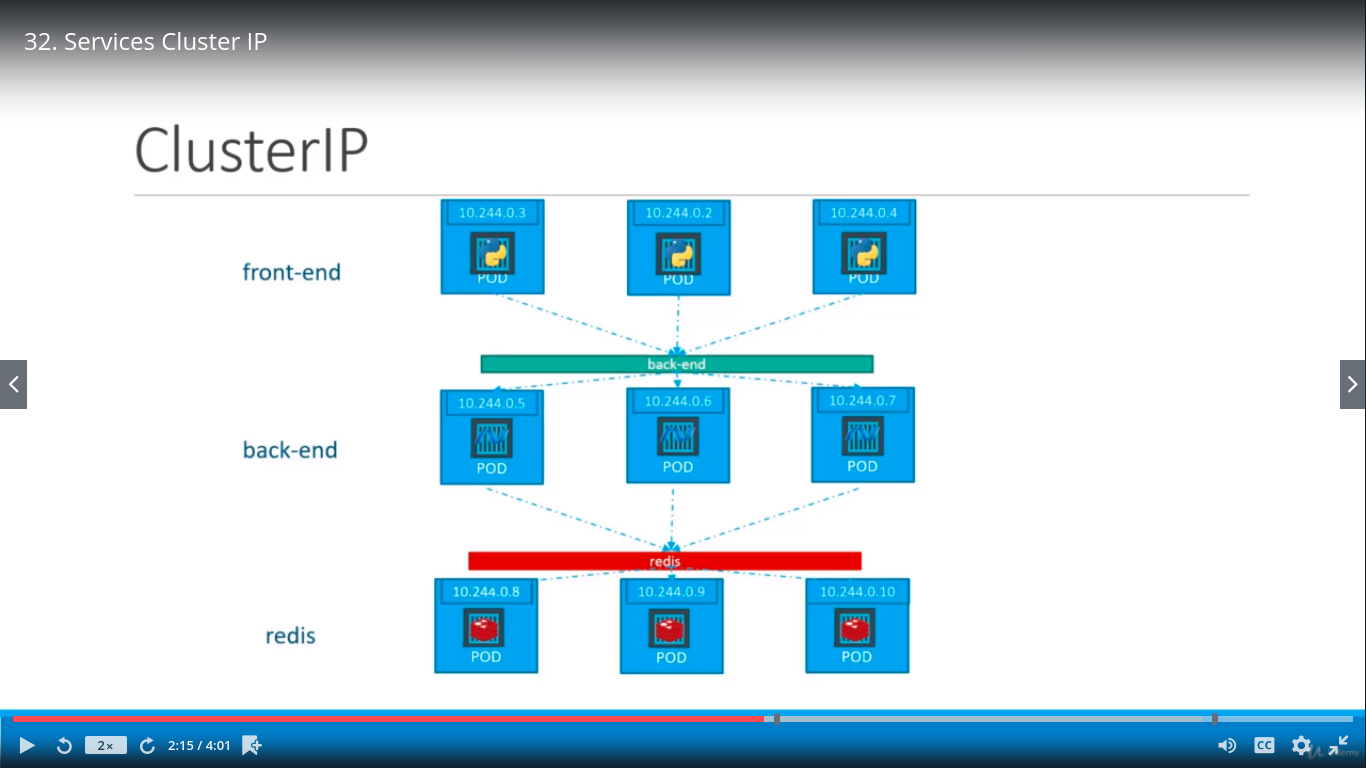 32. Services Cluster IP
ClusterIP
10.244.0.3
10.244.0.2
10.244.0.4
front-end
POD
POD
POD
back-end
10.244.0.5
10.244.0.6
10.244.0.7
back-end
POD
POD
POD
redis
10.244.0.8
10.244.0.9
10.244.0.10
redis
POD
POD
POD
2×
2:15 / 4:01
CC